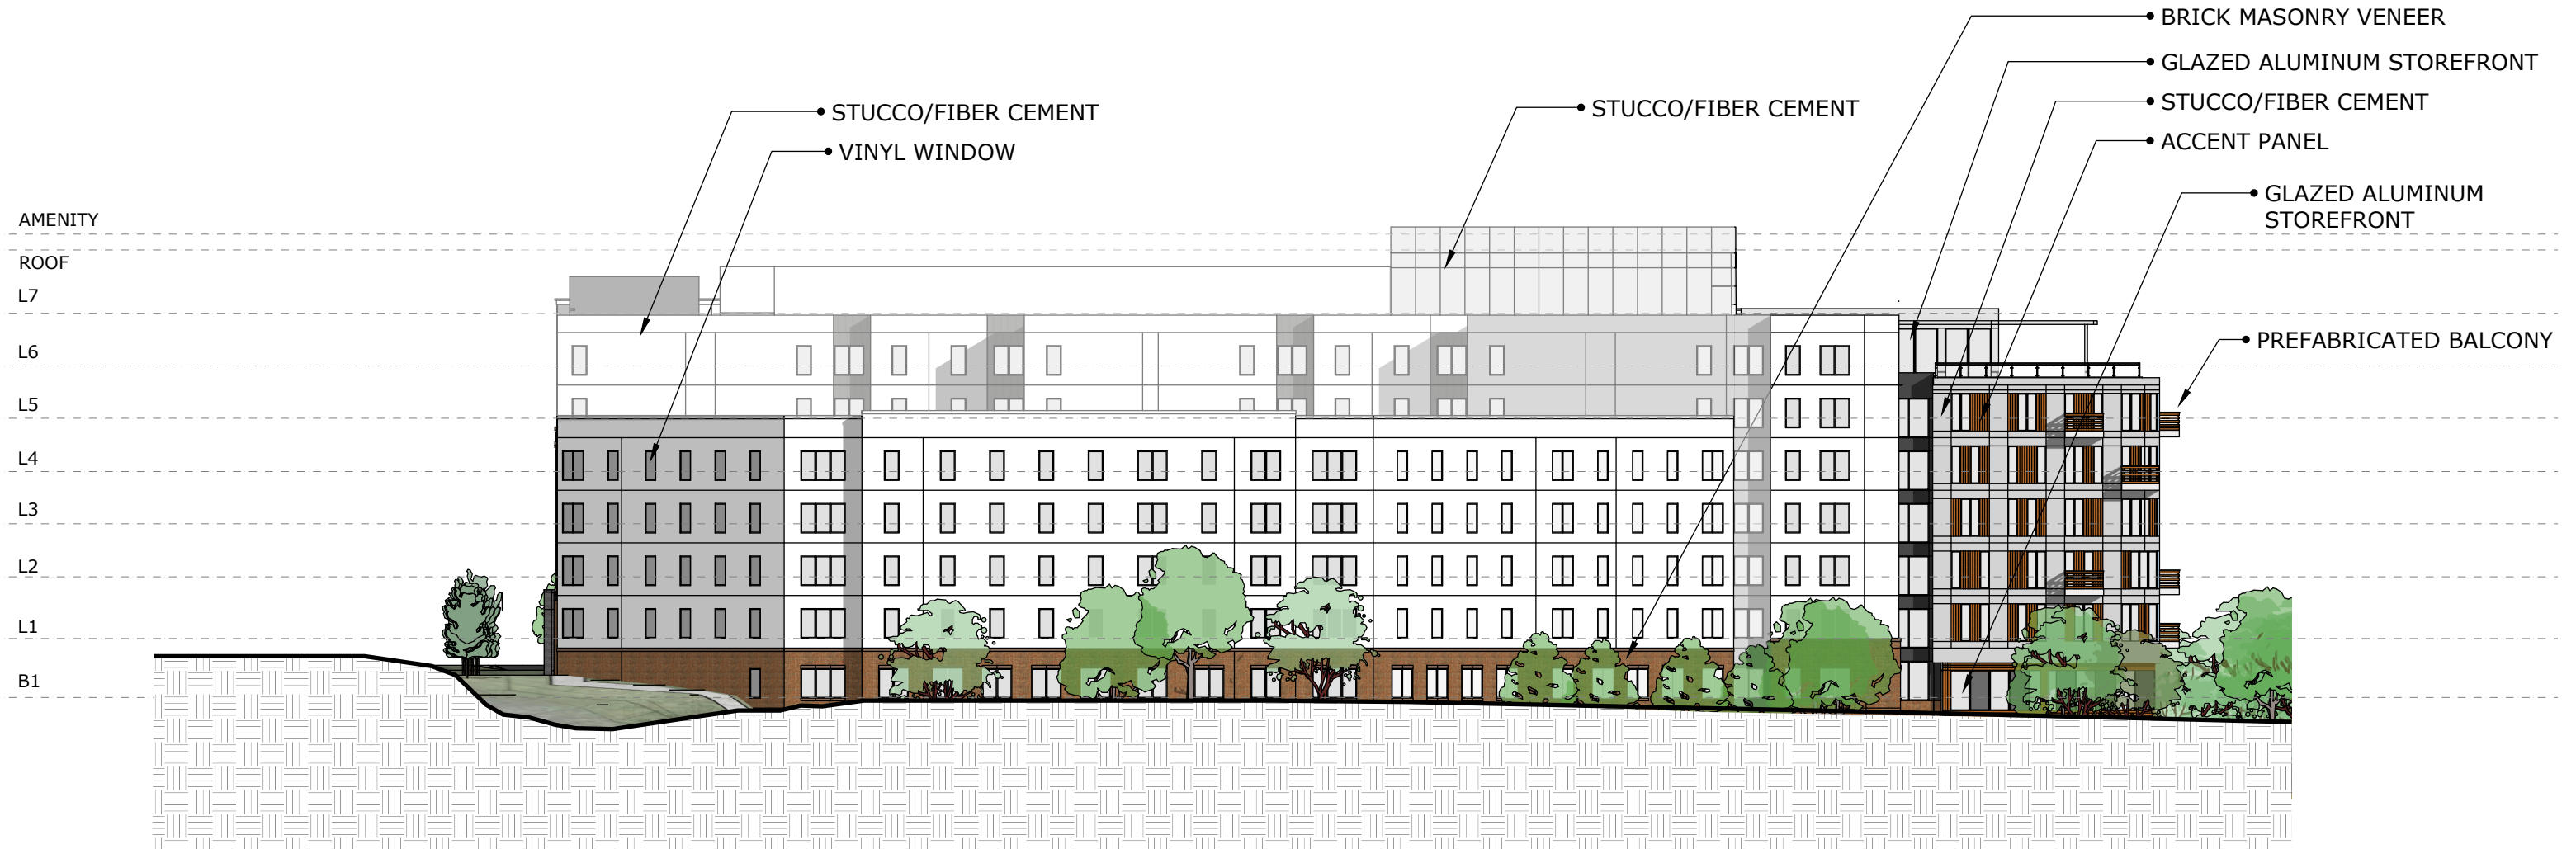 BRICK MASONRY VENEER
GLAZED ALUMINUM STOREFRONT
STUCCO/FIBER CEMENT
STUCCO/FIBER CEMENT
STUCCO/FIBER CEMENT
ACCENT PANEL
VINYL WINDOW
GLAZED ALUMINUM
STOREFRONT
AMENITY
ROOF
L7
PREFABRICATED BALCONY
L6
L5
L4
L3
L2
L1
B1